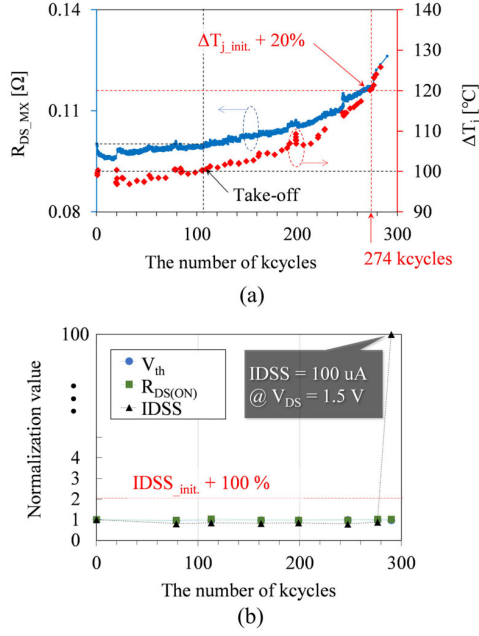 0.14
0.11
0.08
R_DS_MX [Ω]
ΔT_j_init. + 20%
140
130
120
110
100
90
ΔT_j [℃]
Take-off
0
100
200
300
The number of kcycles
274 kcycles
(a)
100
4
3
2
1
0
Normalization value
V_th
R_DS(ON)
IDSS
IDSS = 100 uA
@ V_DS = 1.5 V
IDSS_init. + 100 %
0
100
200
300
The number of kcycles
(b)